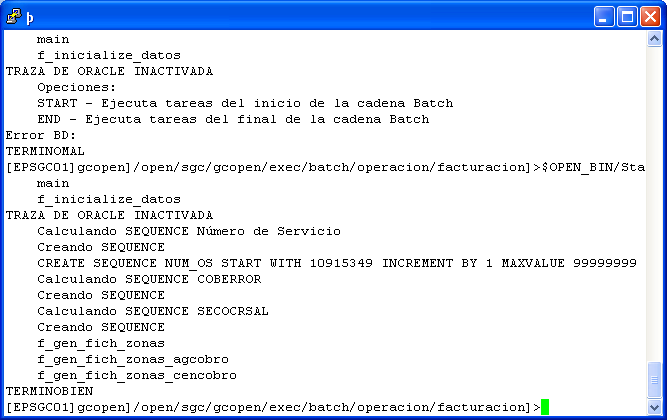 þ
main
f_inicialize_datos
TRAZA DE ORACLE INACTIVADA
Opeciones:
START - Ejecuta tareas del inicio de la cadena Batch
END - Ejecuta tareas del final de la cadena Batch
Error BD:
TERMINOMAL
[EPSGC01]gcopen]/open/sgc/gcopen/exec/batch/operacion/facturacion]>$OPEN_BIN/Sta
main
f_inicialize_datos
TRAZA DE ORACLE INACTIVADA
Calculando SEQUENCE Número de Servicio
Creando SEQUENCE
CREATE SEQUENCE NUM_OS START WITH 10915349 INCREMENT BY 1 MAXVALUE 99999999
Calculando SEQUENCE COBERROR
Creando SEQUENCE
Calculando SEQUENCE SECOCRSAL
Creando SEQUENCE
f_gen_fich_zonas
f_gen_fich_zonas_agcobro
f_gen_fich_zonas_cencobro
TERMINOBIEN
[EPSGC01]gcopen]/open/sgc/gcopen/exec/batch/operacion/facturacion]>